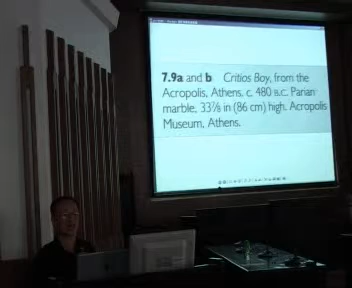 7.9a and b Critios Boy, from the
Acropolis, Athens. c. 480 B.C. Parian
marble, 33⅞ in (86 cm) high. Acropolis
Museum, Athens.